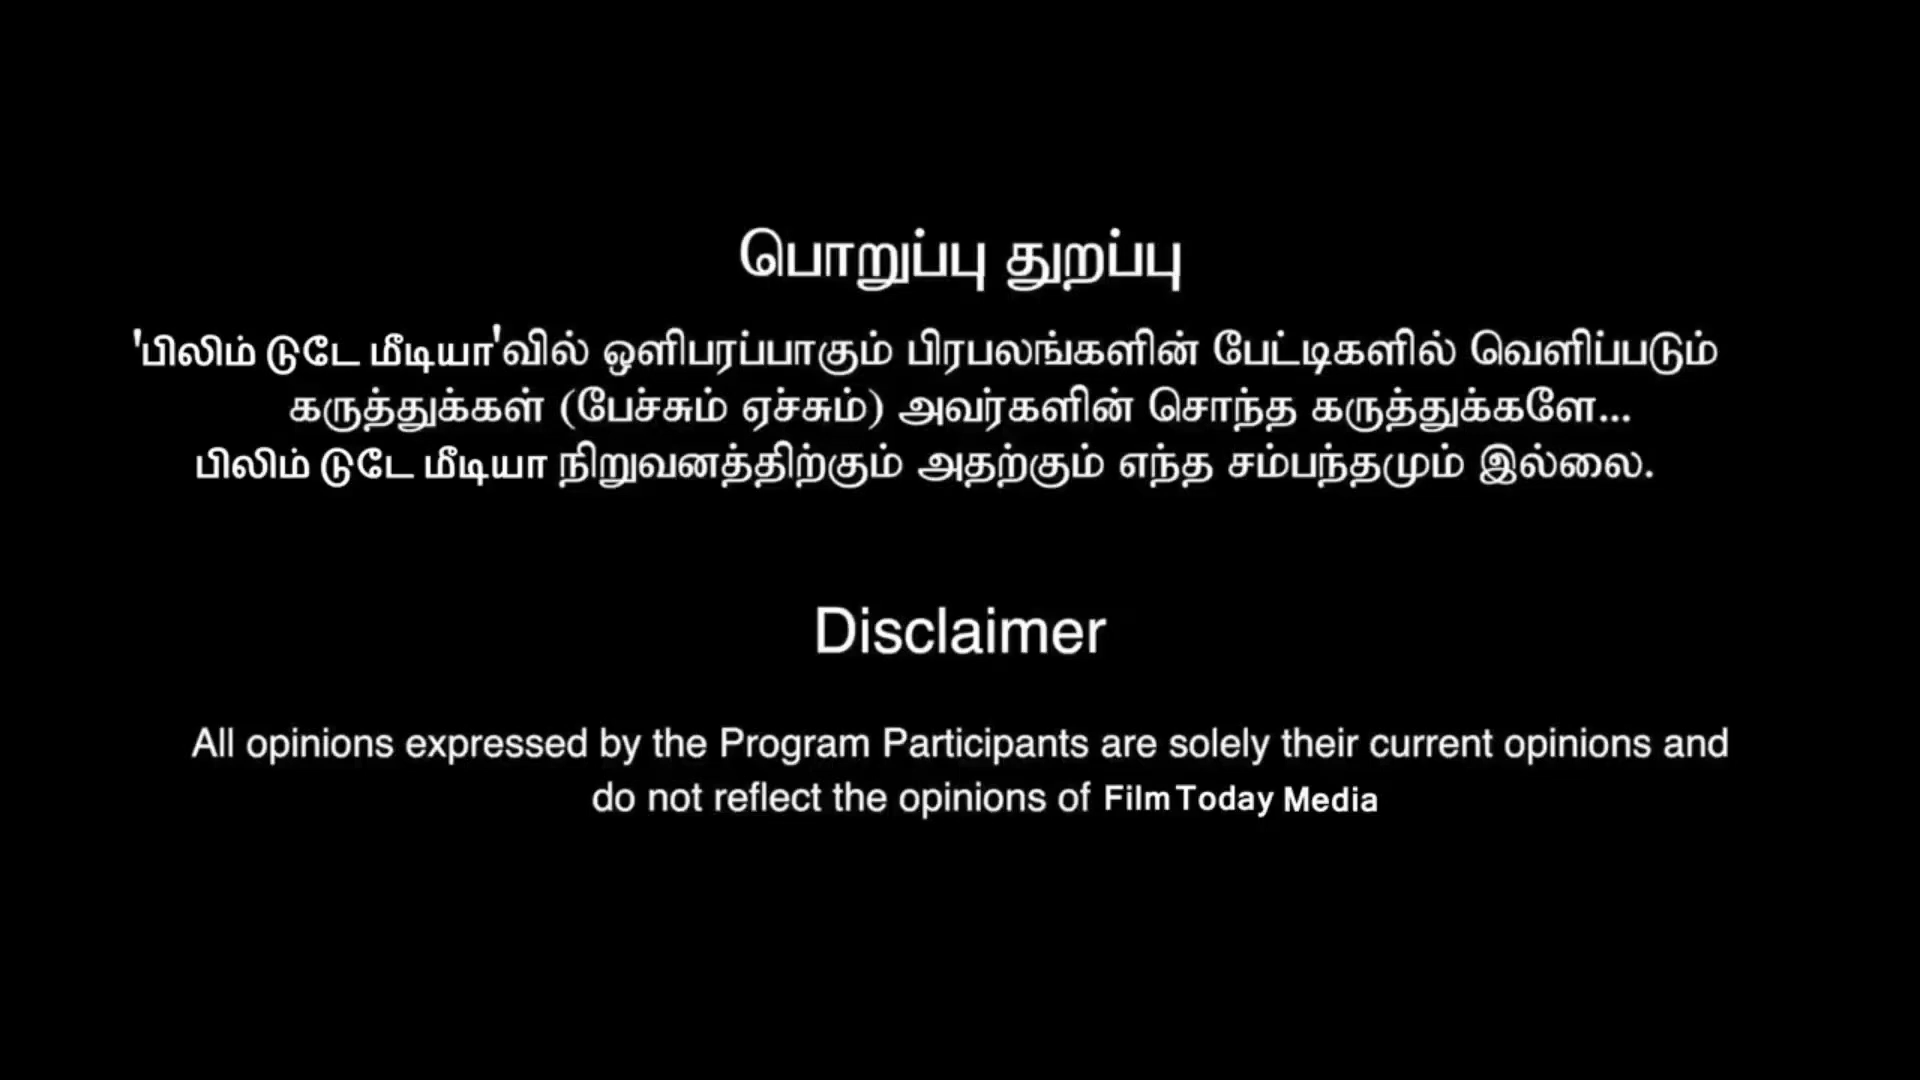 பொறுப்பு துறப்பு
'பிலிம் டுடே மீடியா'வில் ஒளிபரப்பாகும் பிரபலங்களின் பேட்டிகளில் வெளிப்படும்
கருத்துக்கள் (பேச்சும் ஏச்சும்) அவர்களின் சொந்த கருத்துக்களே...
பிலிம் டுடே மீடியா நிறுவனத்திற்கும் அதற்கும் எந்த சம்பந்தமும் இல்லை.
Disclaimer
All opinions expressed by the Program Participants are solely their current opinions and
do not reflect the opinions of Film Today Media